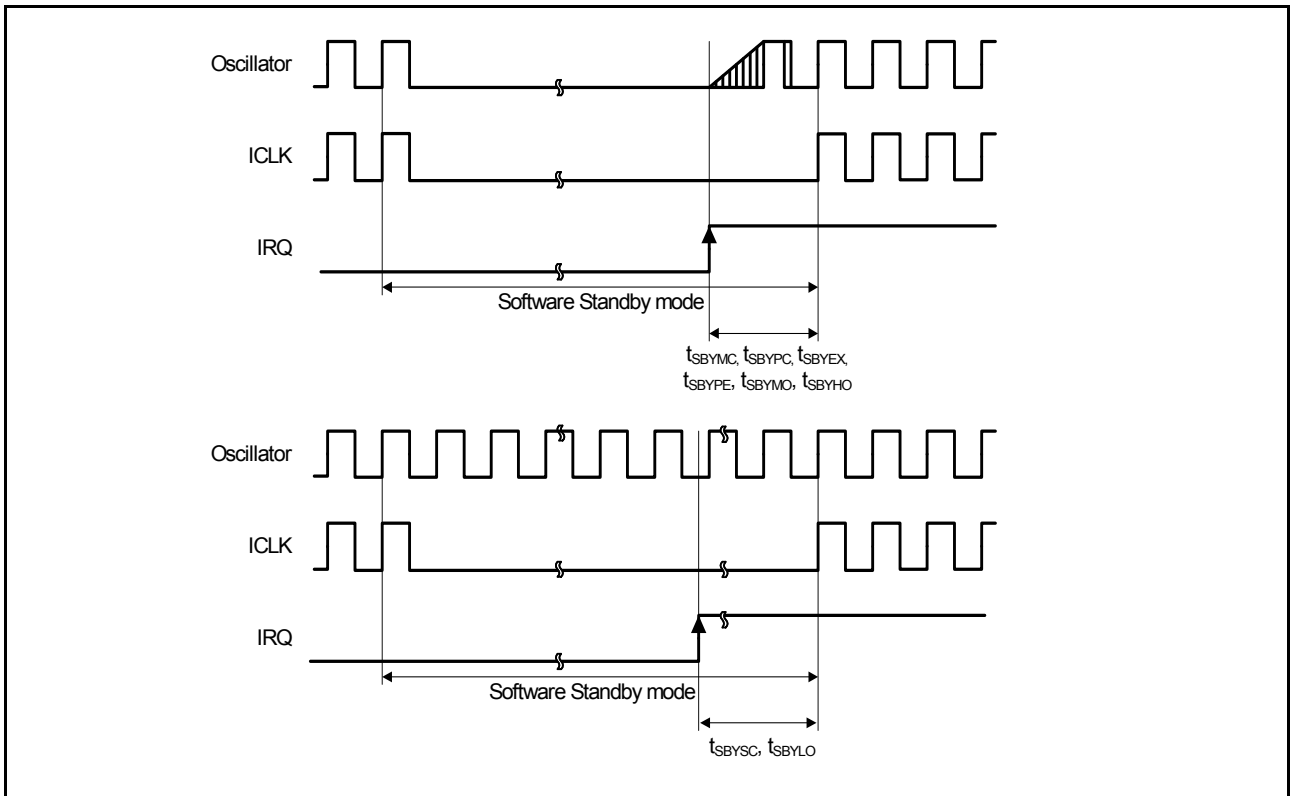 Oscillator
ICLK
IRQ
Software Standby mode
tSBYMC, tSBYPC, tSBYEX,
tSBYPE, tSBYMO, tSBYHO
Oscillator
ICLK
IRQ
Software Standby mode
tSBYSC, tSBYLO